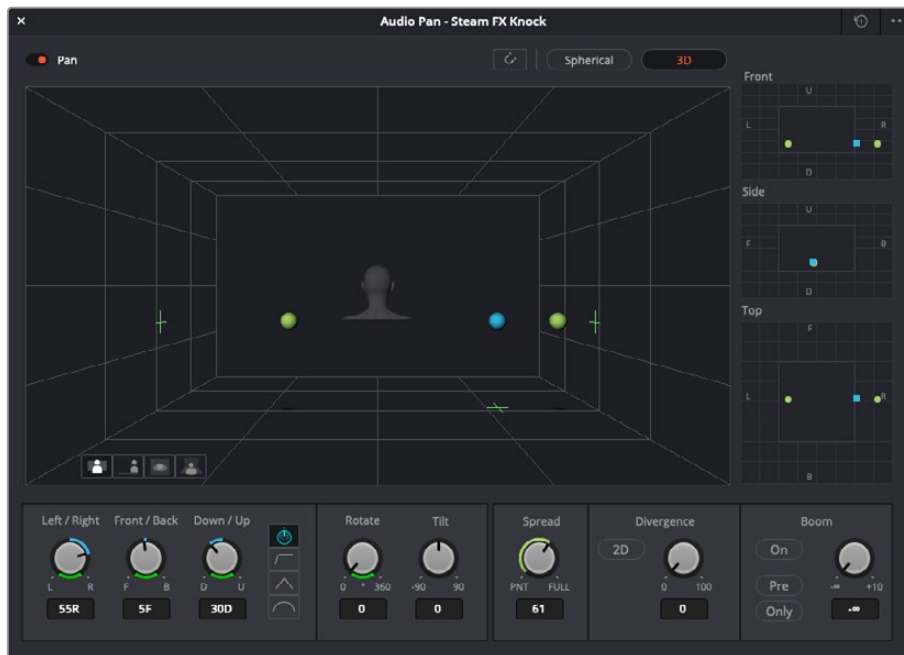 Audio Pan - Steam FX Knock
Pan
Spherical
3D
Front
U
L
R
D
Side
U
F
B
D
Top
F
L
R
B
Left / Right
Front / Back
Down / Up
L R
F B
D U
55R
5F
30D
Rotate
Tilt
0 ° 360
-90 90
0
0
Spread
PNT FULL
61
Divergence
2D
0 100
0
Boom
On
Pre
Only
-∞ +10
-∞